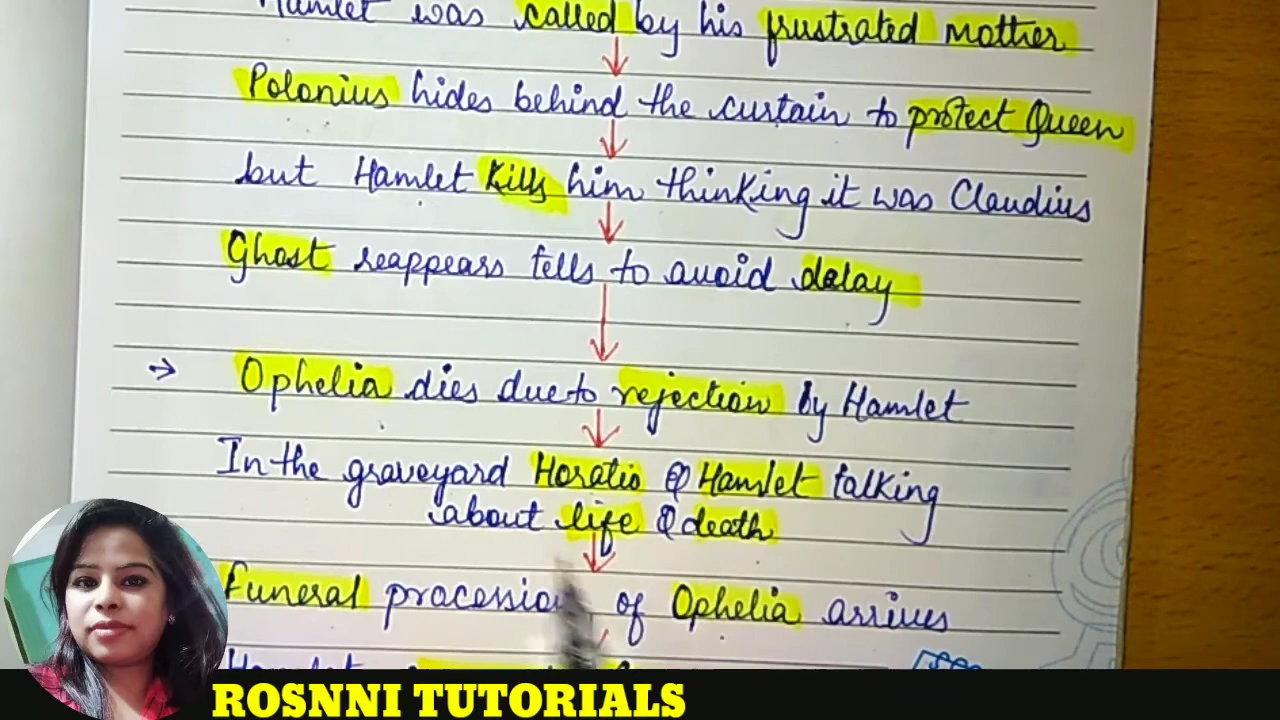 Hamlet was called by his frustrated mother
Polonius hides behind the curtain to protect Queen
but Hamlet kills him thinking it was Claudius
Ghost reappears tells to avoid delay
→ Ophelia dies due to rejection by Hamlet
In the graveyard Horatio & Hamlet talking
about life & death
Funeral procession of Ophelia arrives
Hamlet
ROSNNI TUTORIALS